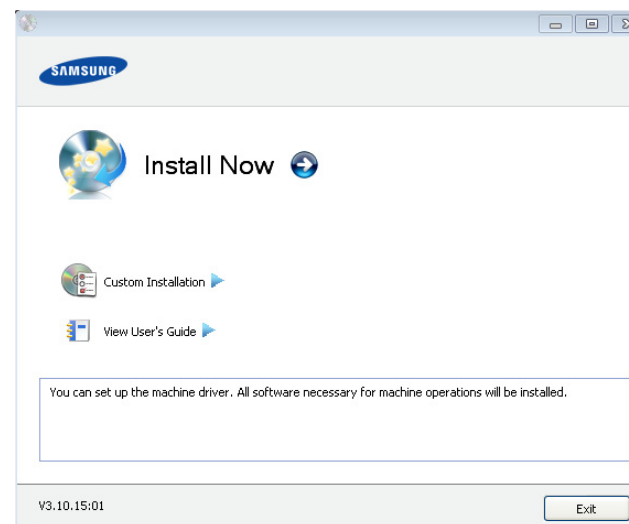 SAMSUNG
Install Now
Custom Installation
View User's Guide
You can set up the machine driver. All software necessary for machine operations will be installed.
V3.10.15:01
Exit